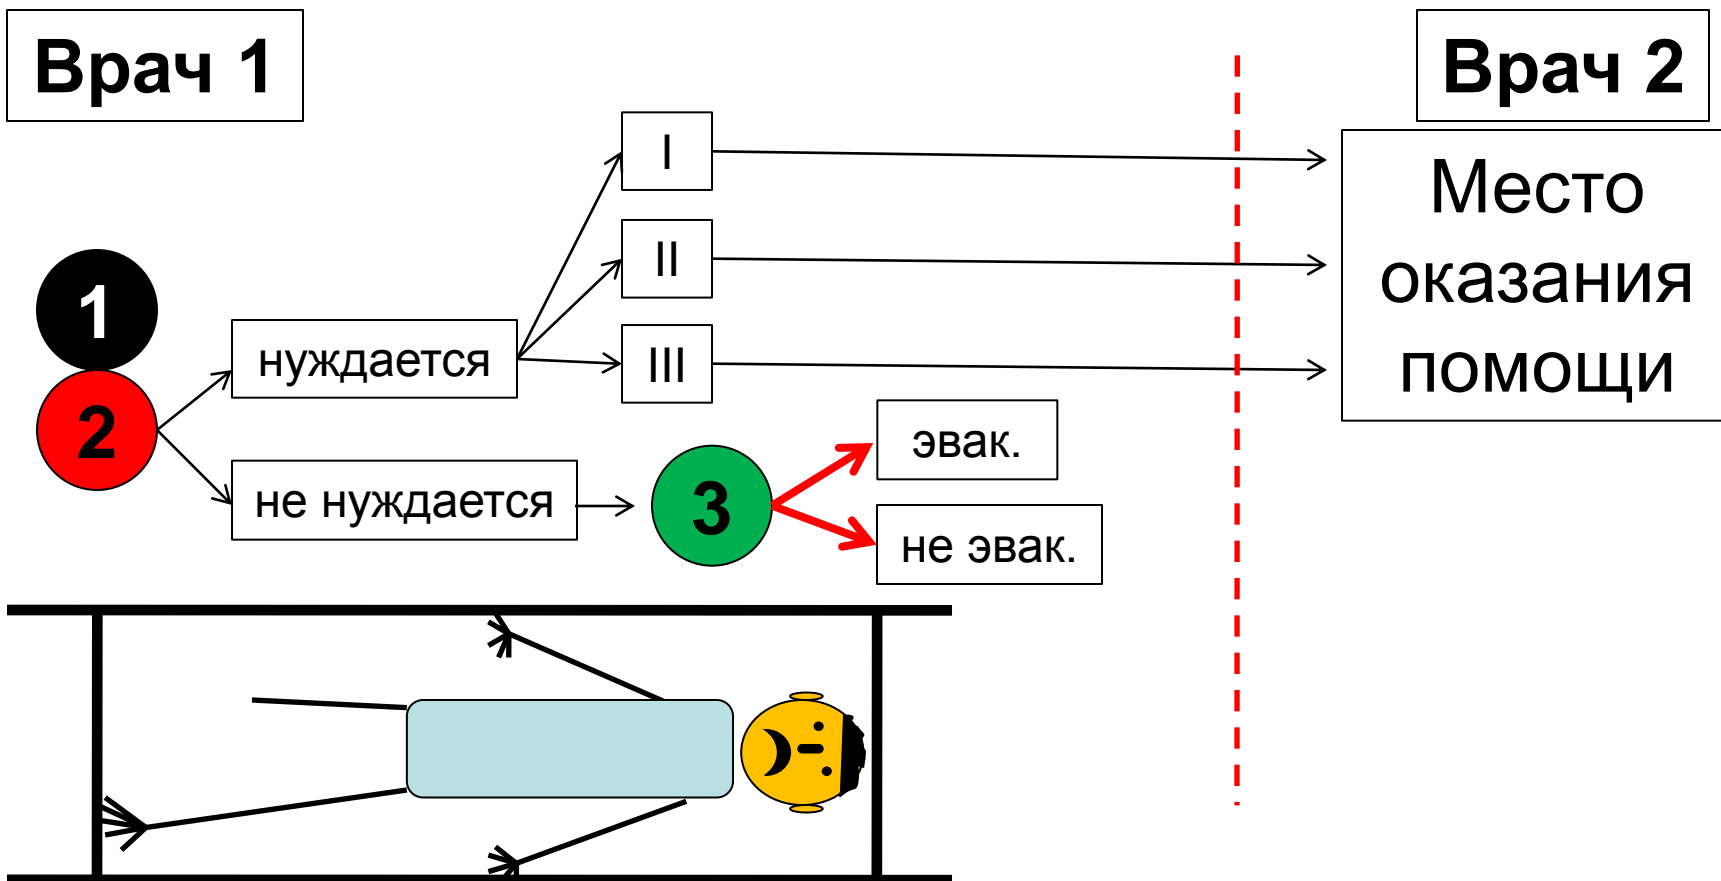 Врач 1
Врач 2
I
II
III
Место
оказания
помощи
1
2
нуждается
не нуждается
3
эвак.
не эвак.